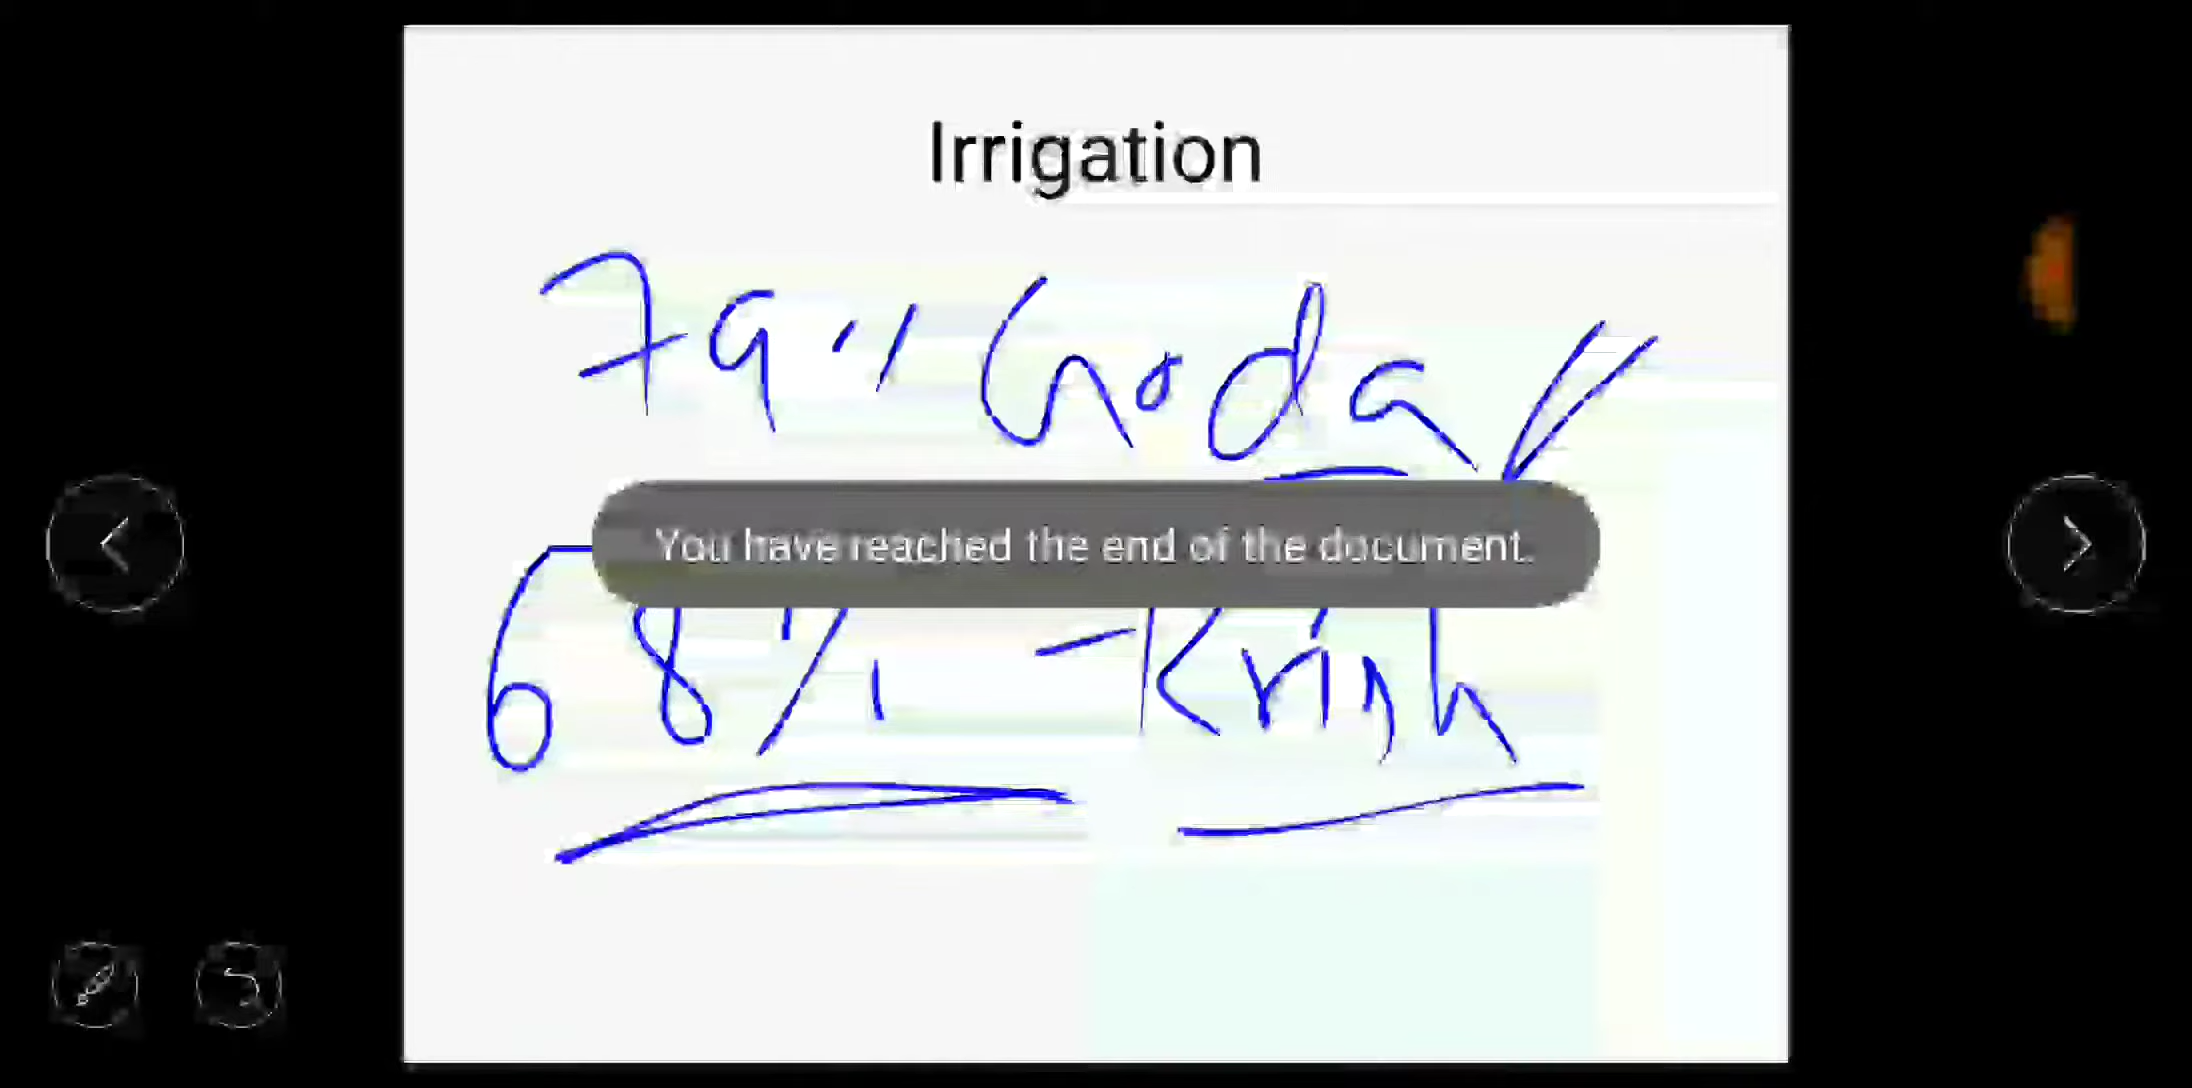 Irrigation
79% Goda
You have reached the end of the document.
68% - Krish